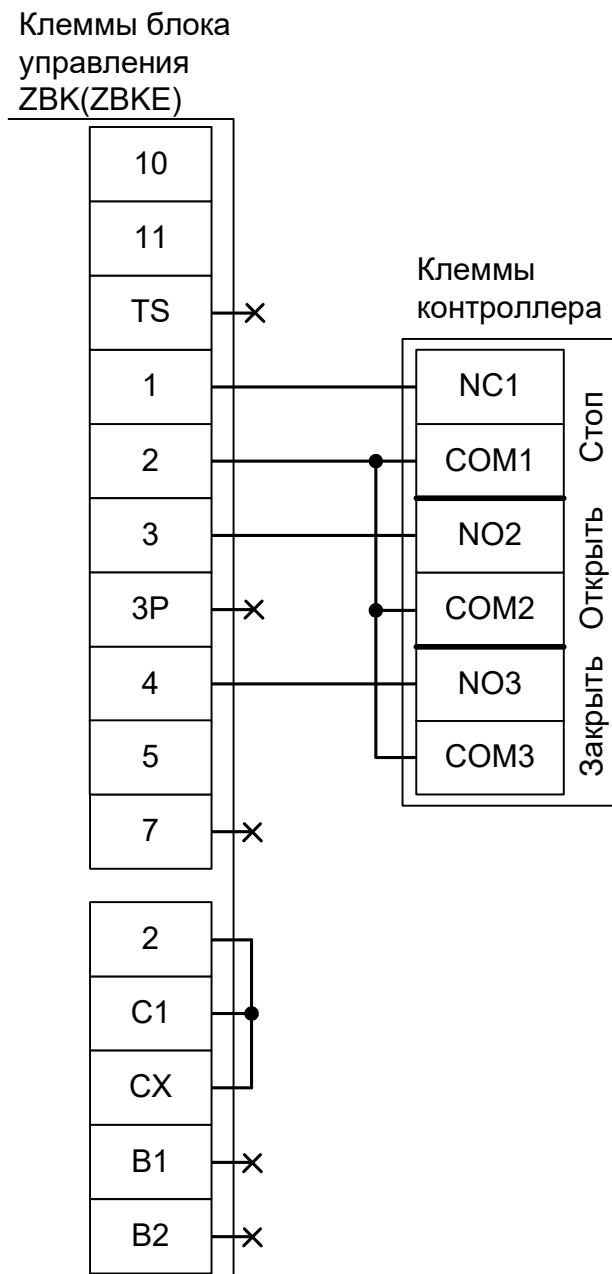 Клеммы блока
управления
ZBK(ZBKE)
10
11
TS
1
2
3
3P
4
5
7
2
C1
CX
B1
B2
Клеммы
контроллера
NC1
COM1
NO2
COM2
NO3
COM3
Стоп
Открыть
Закрыть